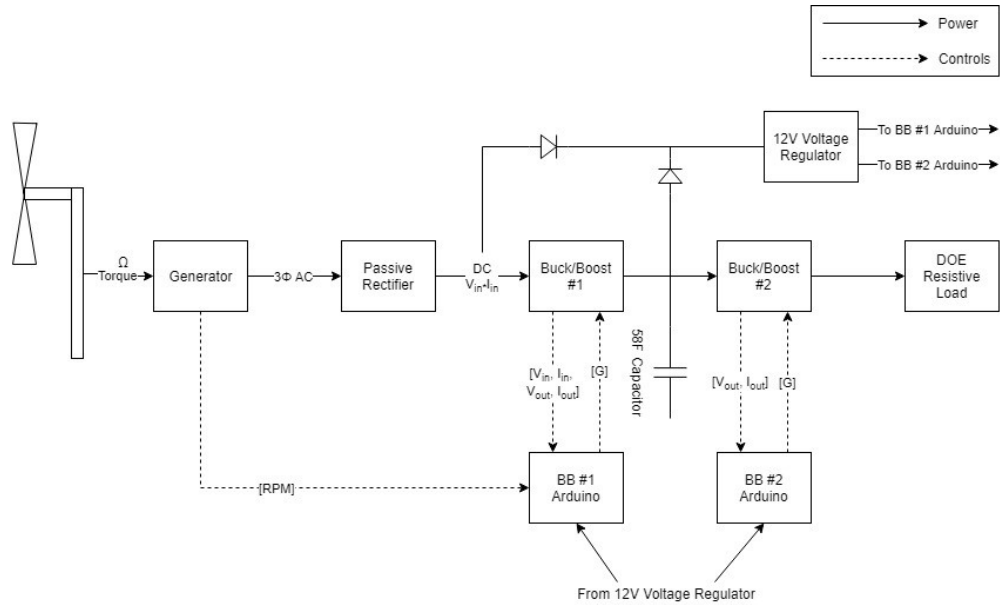 Power
Controls
12V Voltage
Regulator
To BB #1 Arduino
To BB #2 Arduino
Ω
Torque
Generator
3Φ AC
Passive
Rectifier
DC
Vin-Iin
Buck/Boost
#1
Buck/Boost
#2
DOE
Resistive
Load
58F Capacitor
[Vin, Iin,
Vout, Iout]
[G]
[Vout, Iout]
[G]
[RPM]
BB #1
Arduino
BB #2
Arduino
From 12V Voltage Regulator